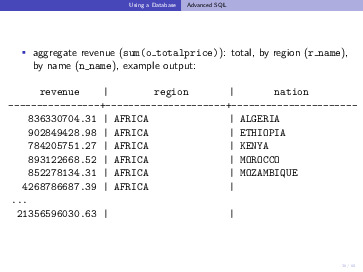 Using a Database Advanced SQL
aggregate revenue (sum(o_totalprice)): total, by region (r_name),
by name (n_name), example output:
revenue | region | nation
----------------+----------------------+----------------------
836330704.31 | AFRICA | ALGERIA
902849428.98 | AFRICA | ETHIOPIA
784205751.27 | AFRICA | KENYA
893122668.52 | AFRICA | MOROCCO
852278134.31 | AFRICA | MOZAMBIQUE
4268786687.39 | AFRICA |
...
21356596030.63 | |